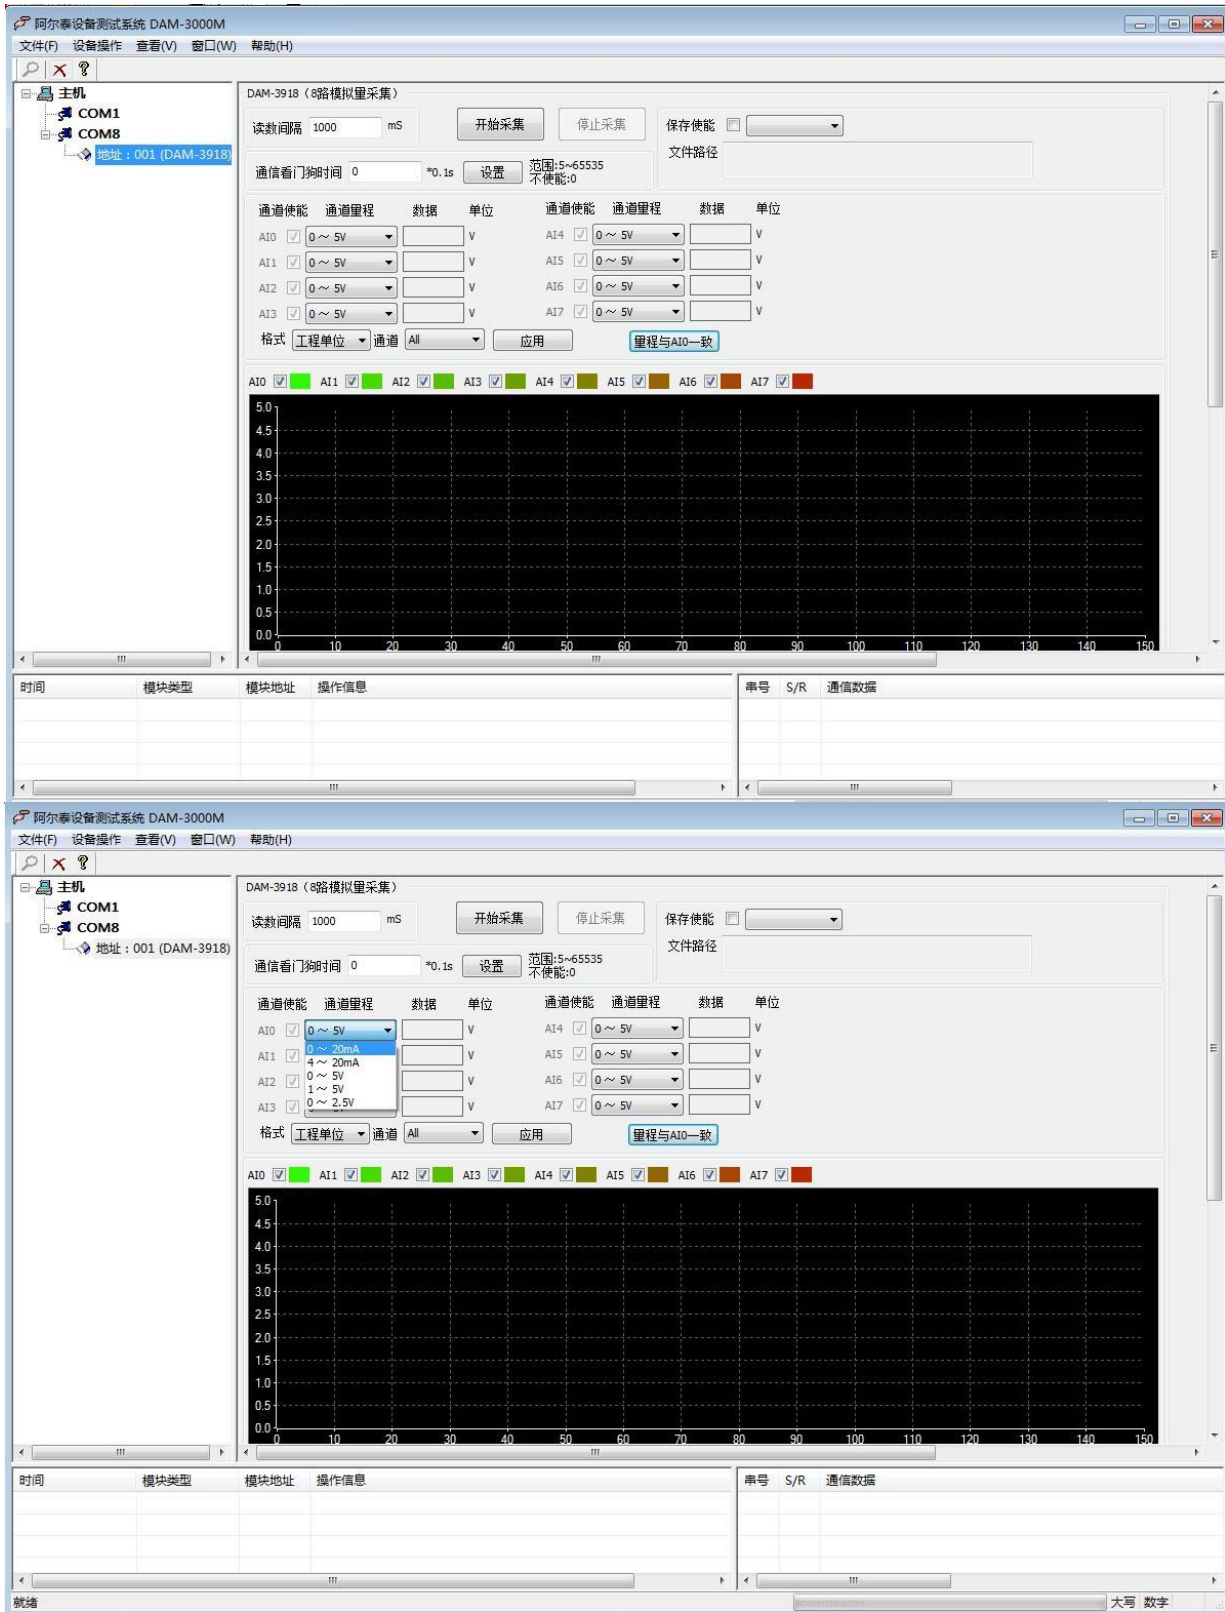 阿尔泰设备测试系统 DAM-3000M
文件(F) 设备操作 查看(V) 窗口(W) 帮助(H)
主机
COM1
COM8
地址：001 (DAM-3918)
DAM-3918（8路模拟量采集）
读数间隔 1000 mS 开始采集 停止采集 保存使能
文件路径
通信看门狗时间 0 *0.1s 设置 范围:5~65535
不使能:0
通道使能 通道里程 数据 单位 通道使能 通道里程 数据 单位
AI0 0～ 5V V AI4 0～ 5V V
AI1 0～ 5V V AI5 0～ 5V V
AI2 0～ 5V V AI6 0～ 5V V
AI3 0～ 5V V AI7 0～ 5V V
格式 工程单位 通道 All 应用 里程与AI0一致
AI0 AI1 AI2 AI3 AI4 AI5 AI6 AI7
5.0
4.5
4.0
3.5
3.0
2.5
2.0
1.5
1.0
0.5
0.0
0 10 20 30 40 50 60 70 80 90 100 110 120 130 140 150
时间 模块类型 模块地址 操作信息 串号 S/R 通信数据
阿尔泰设备测试系统 DAM-3000M
文件(F) 设备操作 查看(V) 窗口(W) 帮助(H)
主机
COM1
COM8
地址：001 (DAM-3918)
DAM-3918（8路模拟量采集）
读数间隔 1000 mS 开始采集 停止采集 保存使能
文件路径
通信看门狗时间 0 *0.1s 设置 范围:5~65535
不使能:0
通道使能 通道里程 数据 单位 通道使能 通道里程 数据 单位
AI0 0～ 5V V AI4 0～ 5V V
0～ 20mA
AI1 4～ 20mA V AI5 0～ 5V V
0～ 5V
AI2 1～ 5V V AI6 0～ 5V V
0～ 2.5V
AI3 V AI7 0～ 5V V
格式 工程单位 通道 All 应用 里程与AI0一致
AI0 AI1 AI2 AI3 AI4 AI5 AI6 AI7
5.0
4.5
4.0
3.5
3.0
2.5
2.0
1.5
1.0
0.5
0.0
0 10 20 30 40 50 60 70 80 90 100 110 120 130 140 150
时间 模块类型 模块地址 操作信息 串号 S/R 通信数据
就绪 大写 数字